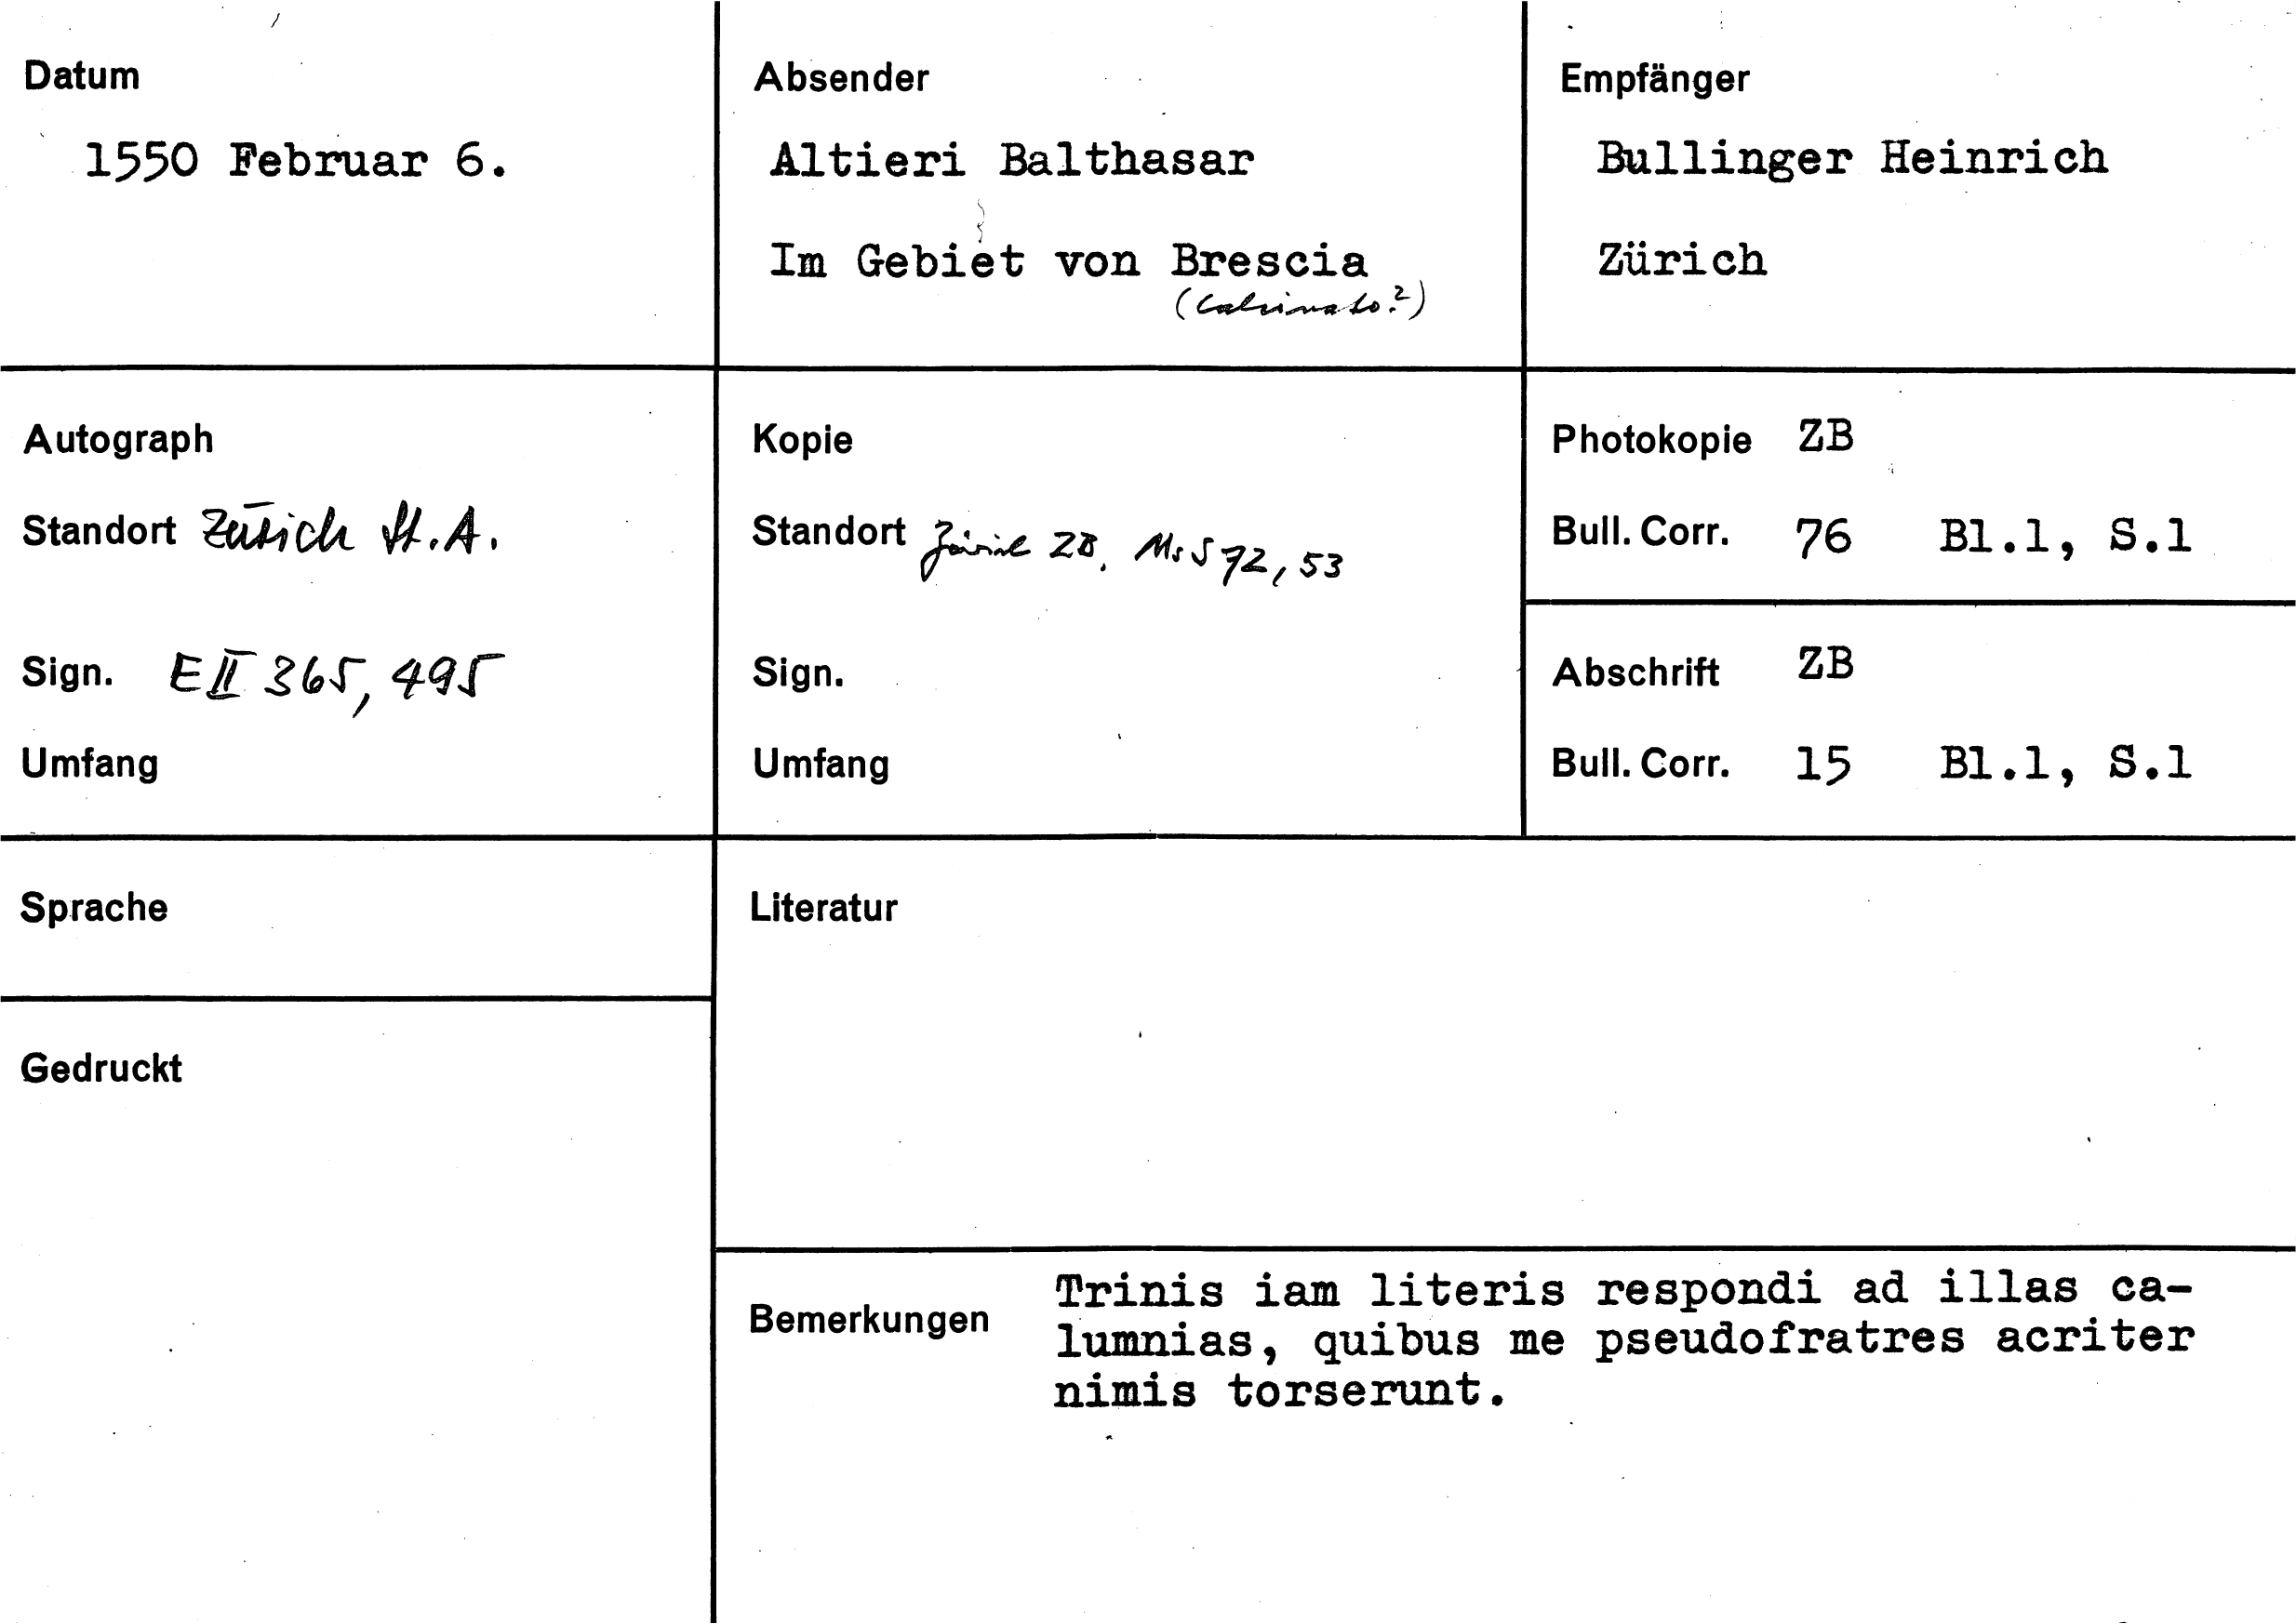 Datum
1550 Februar 6.
Absender
Altieri Balthasar
Im Gebiet von Brescia
(Calcinato?)
Empfänger
Bullinger Heinrich
Zürich
Autograph
Standort Zürich St.A.
Sign. E II 365, 495
Umfang
Kopie
Standort Zürich ZB, Ms S 72, 53
Sign.
Umfang
Photokopie ZB
Bull. Corr. 76 Bl.1, S.1
Abschrift ZB
Bull. Corr. 15 Bl.1, S.1
Sprache
Literatur
Gedruckt
Bemerkungen
Trinis iam literis respondi ad illas ca-
lumnias, quibus me pseudofratres acriter
nimis torserunt.